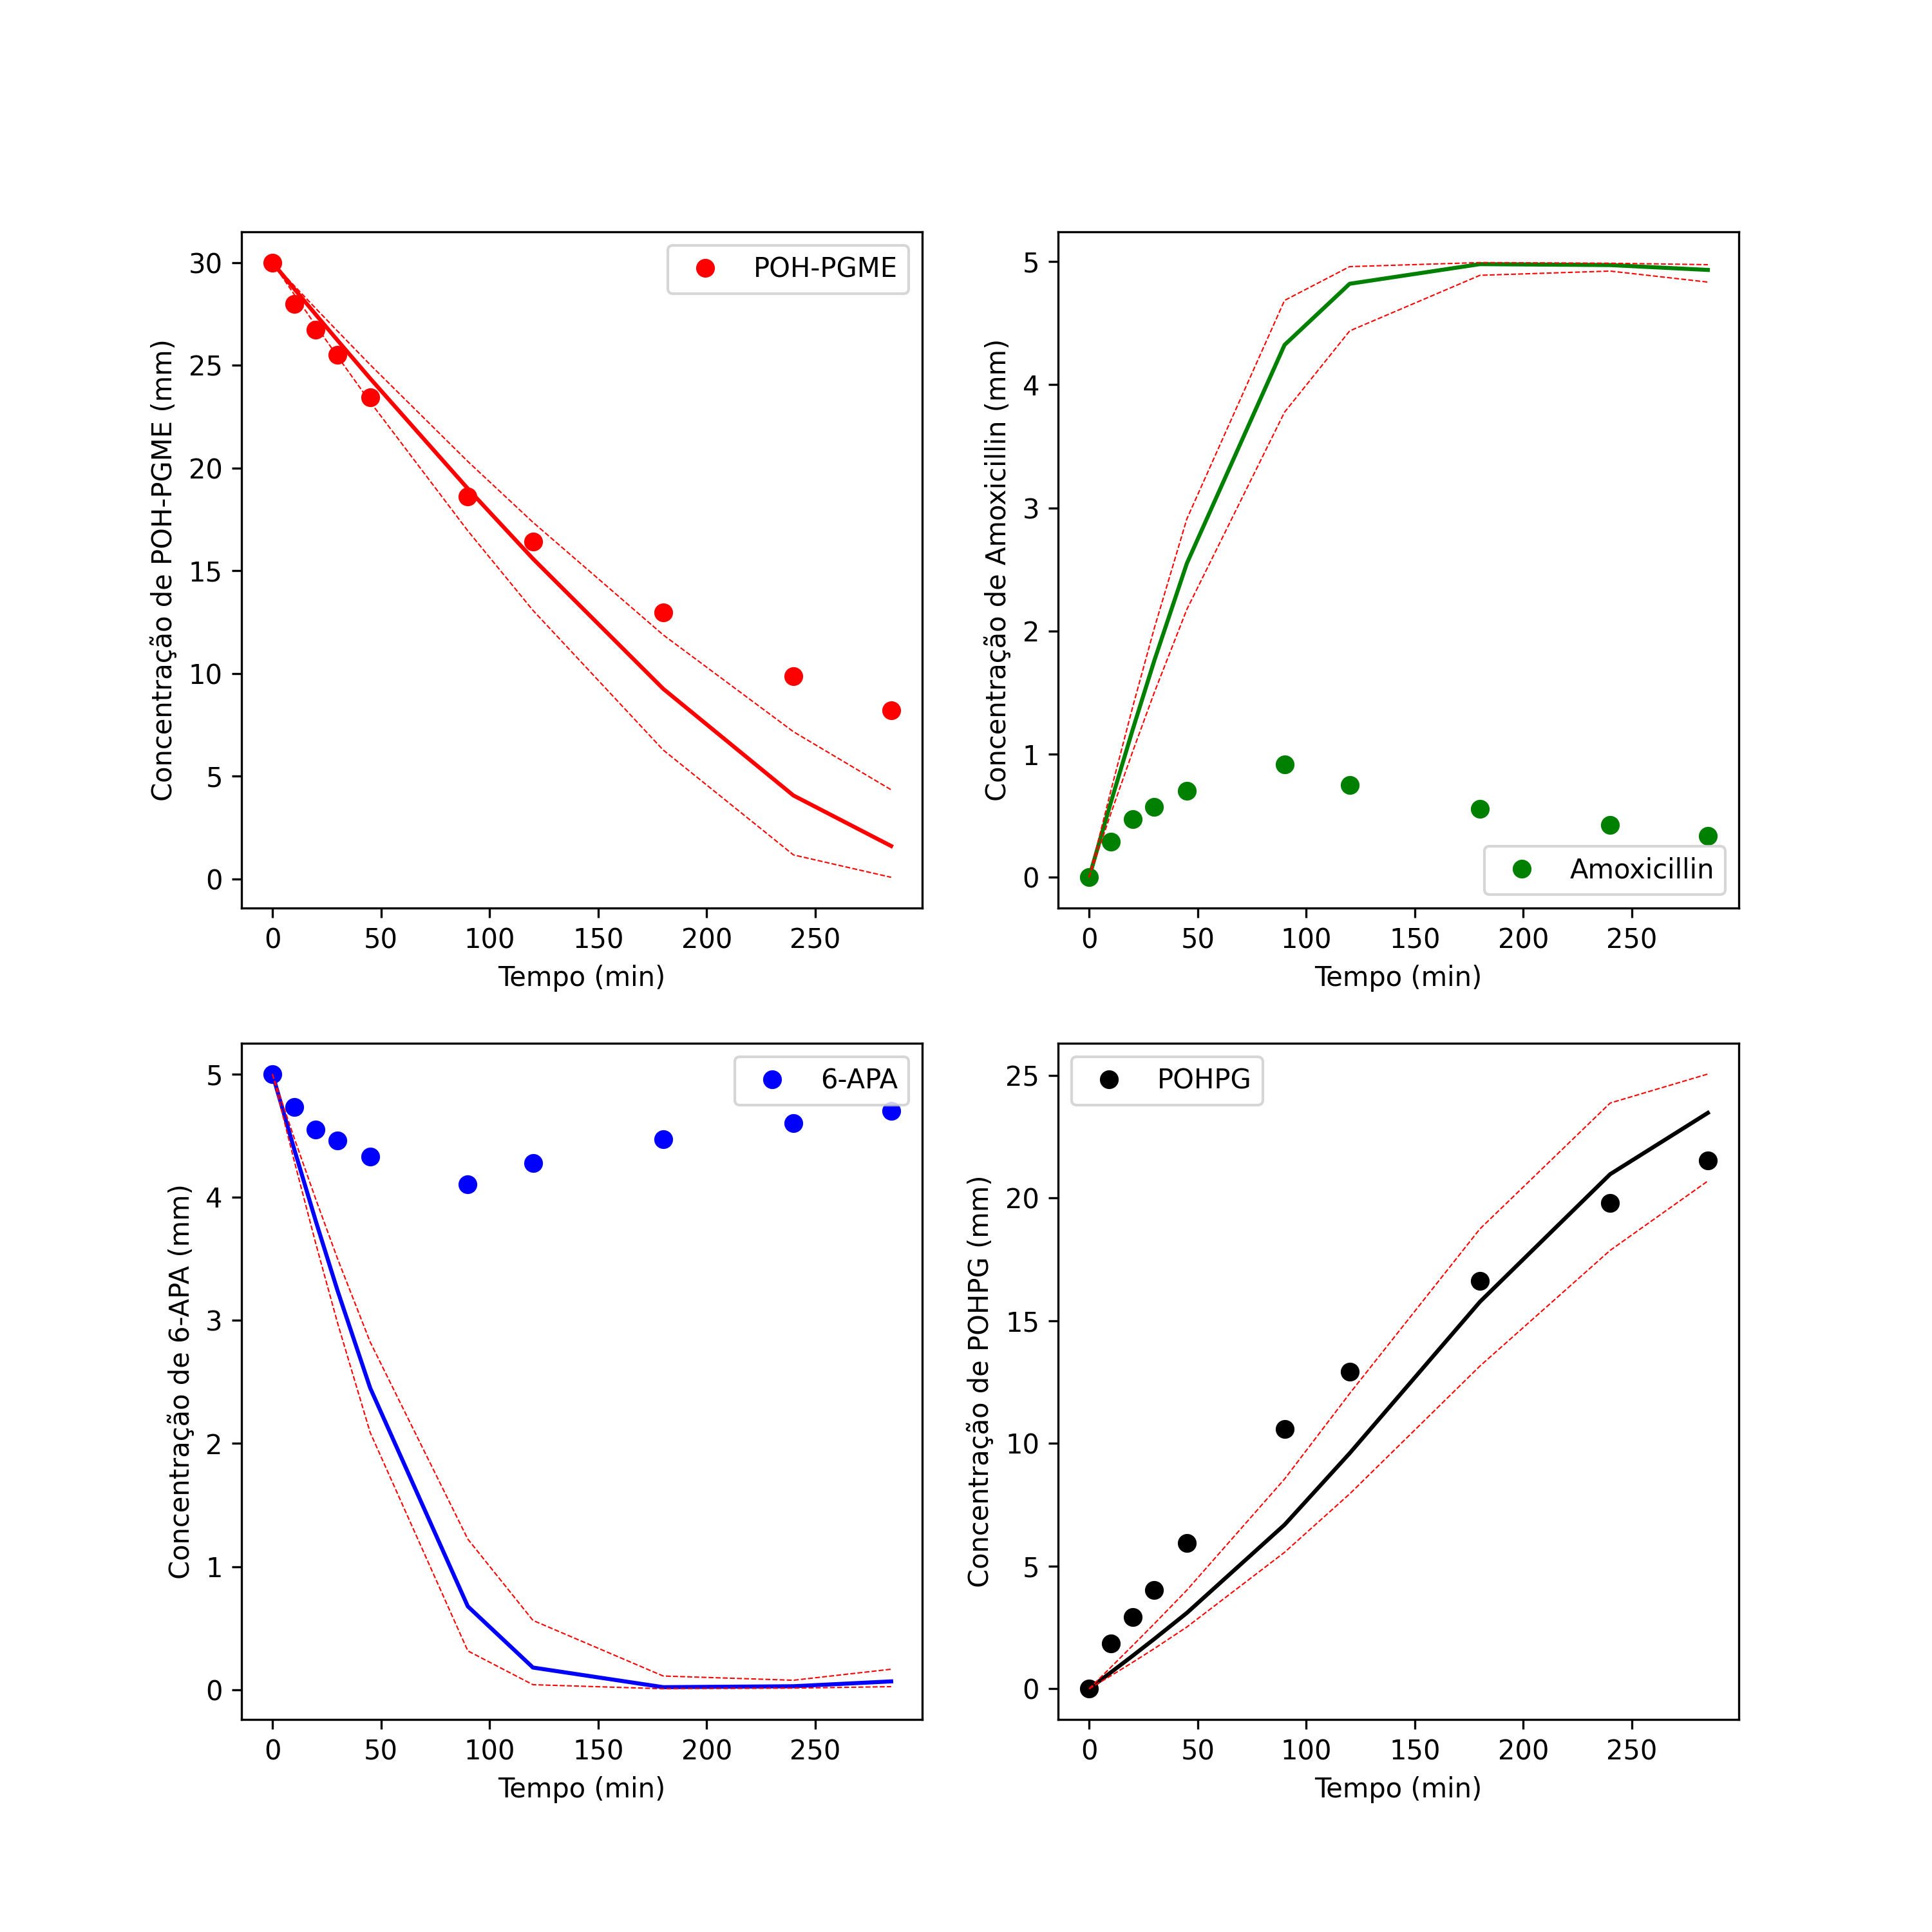 POH-PGME
Concentração de POH-PGME (mm)
30
25
20
15
10
5
0
0 50 100 150 200 250
Tempo (min)
Amoxicillin
Concentração de Amoxicillin (mm)
5
4
3
2
1
0
0 50 100 150 200 250
Tempo (min)
6-APA
Concentração de 6-APA (mm)
5
4
3
2
1
0
0 50 100 150 200 250
Tempo (min)
POHPG
Concentração de POHPG (mm)
25
20
15
10
5
0
0 50 100 150 200 250
Tempo (min)